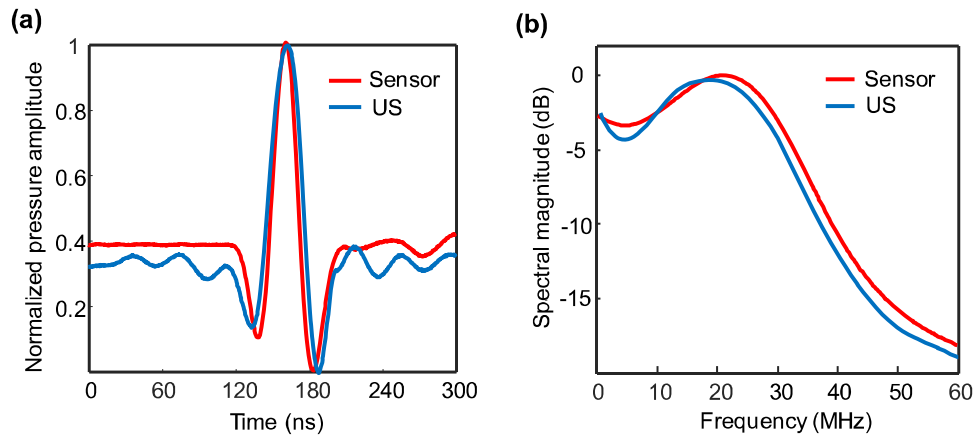 (a)
Normalized pressure amplitude
1
0.8
0.6
0.4
0.2
0 60 120 180 240 300
Time (ns)
Sensor
US
(b)
Spectral magnitude (dB)
0
-5
-10
-15
0 10 20 30 40 50 60
Frequency (MHz)
Sensor
US